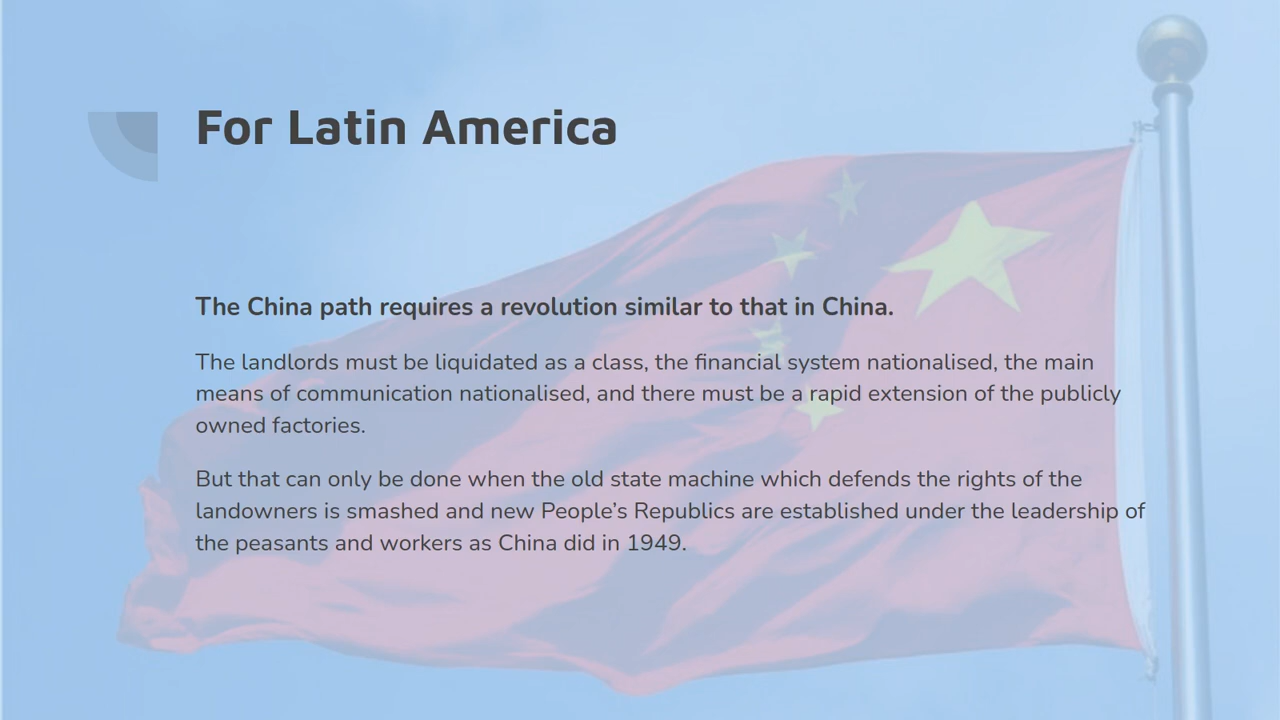 For Latin America
The China path requires a revolution similar to that in China.
The landlords must be liquidated as a class, the financial system nationalised, the main
means of communication nationalised, and there must be a rapid extension of the publicly
owned factories.
But that can only be done when the old state machine which defends the rights of the
landowners is smashed and new People’s Republics are established under the leadership of
the peasants and workers as China did in 1949.